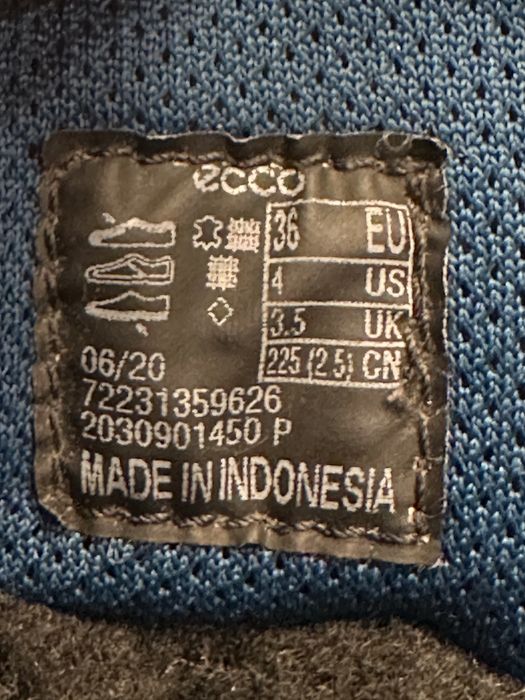 ecco
36 EU
4 US
3.5 UK
225 (2.5) CN
06/20
72231359626
2030901450 P
MADE IN INDONESIA